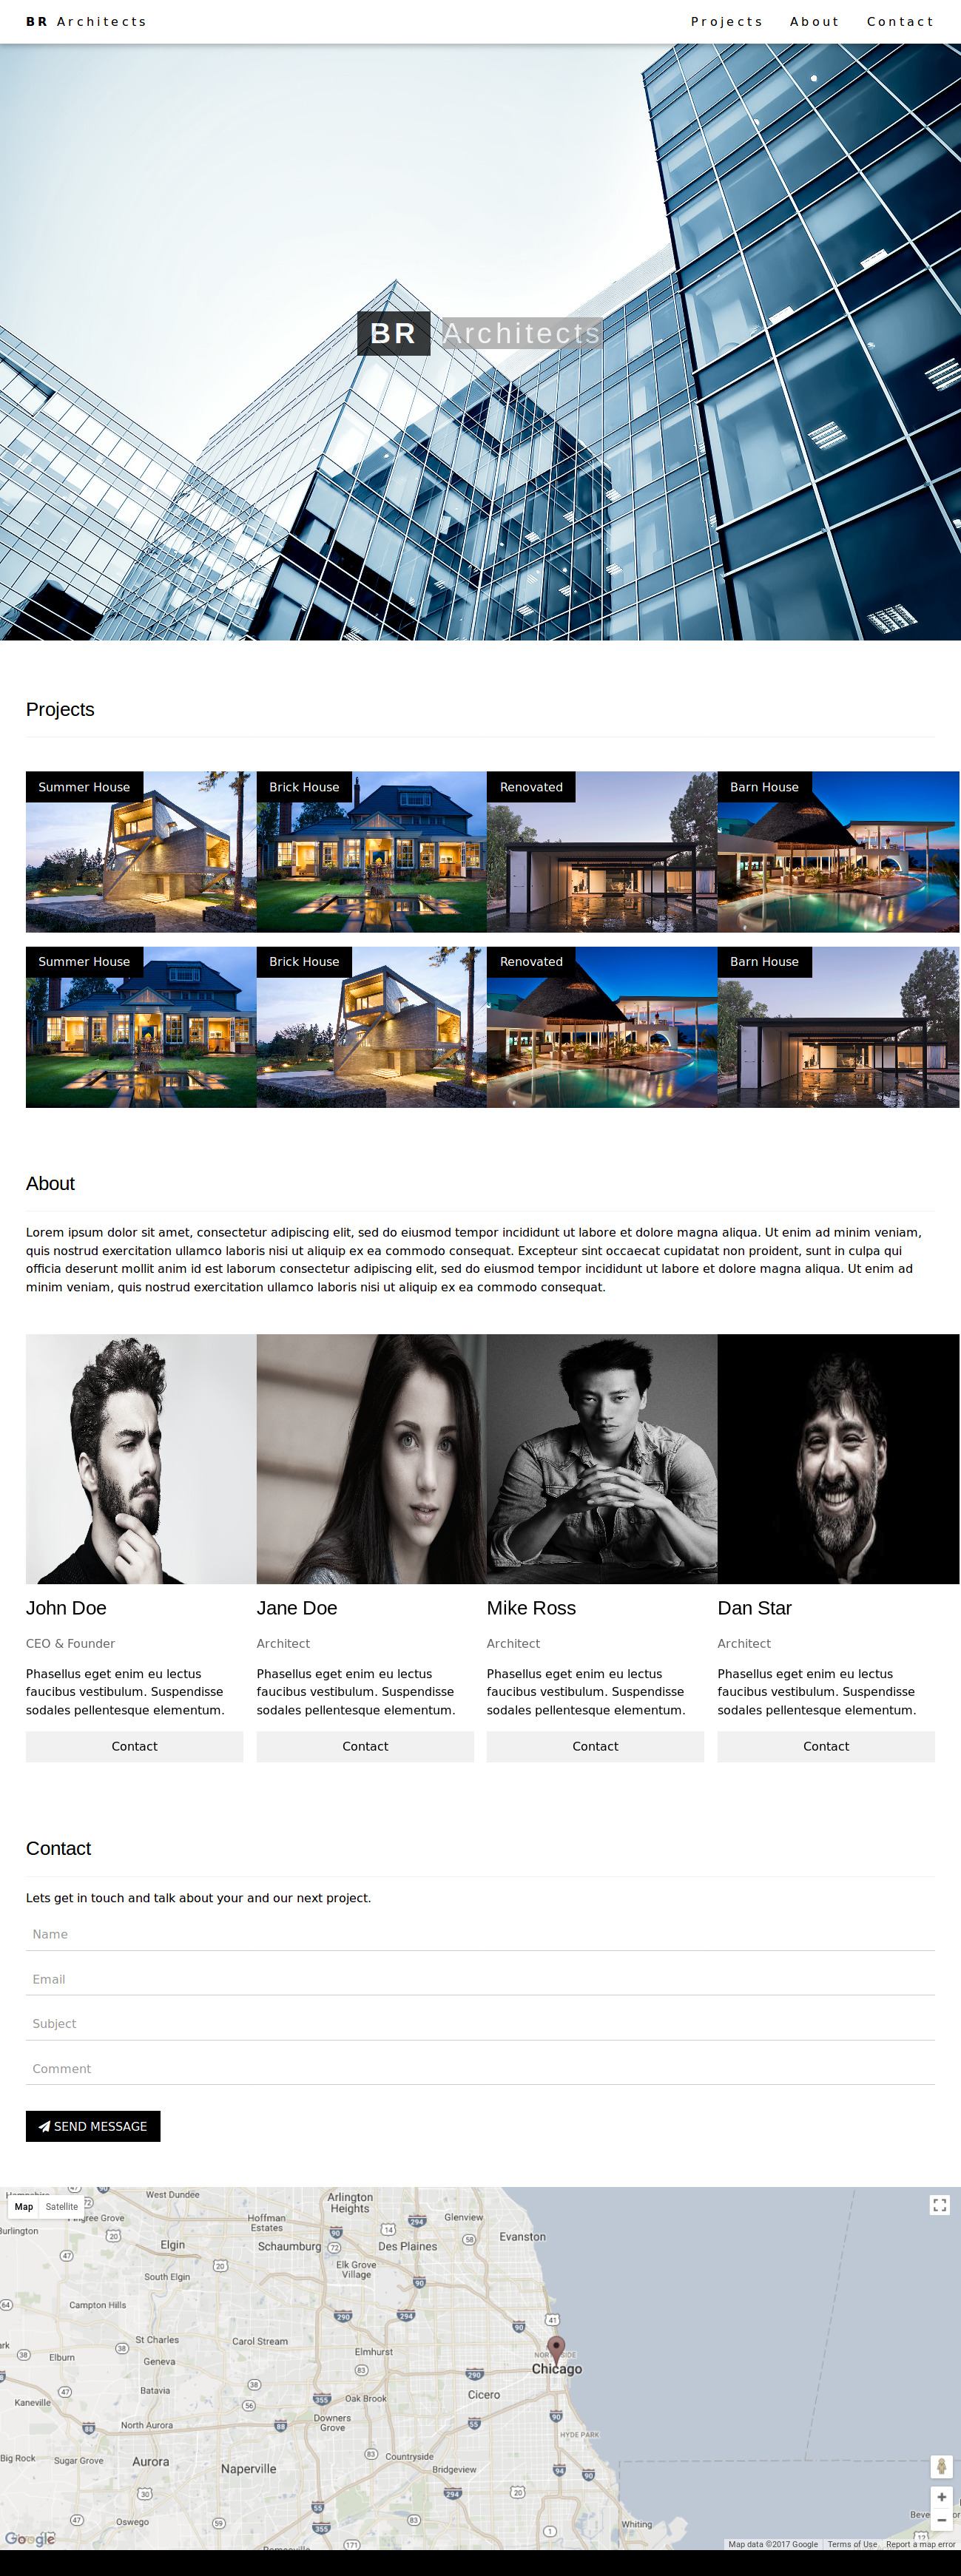 BR Architects
Projects About Contact
BR Architects
Projects
Summer House
Brick House
Renovated
Barn House
Summer House
Brick House
Renovated
Barn House
About
Lorem ipsum dolor sit amet, consectetur adipiscing elit, sed do eiusmod tempor incididunt ut labore et dolore magna aliqua. Ut enim ad minim veniam,
quis nostrud exercitation ullamco laboris nisi ut aliquip ex ea commodo consequat. Excepteur sint occaecat cupidatat non proident, sunt in culpa qui
officia deserunt mollit anim id est laborum consectetur adipiscing elit, sed do eiusmod tempor incididunt ut labore et dolore magna aliqua. Ut enim ad
minim veniam, quis nostrud exercitation ullamco laboris nisi ut aliquip ex ea commodo consequat.
John Doe
CEO & Founder
Phasellus eget enim eu lectus
faucibus vestibulum. Suspendisse
sodales pellentesque elementum.
Contact
Jane Doe
Architect
Phasellus eget enim eu lectus
faucibus vestibulum. Suspendisse
sodales pellentesque elementum.
Contact
Mike Ross
Architect
Phasellus eget enim eu lectus
faucibus vestibulum. Suspendisse
sodales pellentesque elementum.
Contact
Dan Star
Architect
Phasellus eget enim eu lectus
faucibus vestibulum. Suspendisse
sodales pellentesque elementum.
Contact
Contact
Lets get in touch and talk about your and our next project.
Name
Email
Subject
Comment
SEND MESSAGE
Map Satellite
West Dundee
Arlington
Heights
Hoffman
Estates
Glenview
Evanston
Elgin
Schaumburg
Des Plaines
Elk Grove
Village
South Elgin
Campton Hills
St Charles
Carol Stream
Elmhurst
Elburn
Geneva
Chicago
Batavia
Kaneville
Oak Brook
Cicero
North Aurora
Downers
Grove
HYDE PARK
Big Rock
Sugar Grove
Aurora
Countryside
Naperville
Bridgeview
Oswego
Whiting
Google
Map data ©2017 Google Terms of Use Report a map error